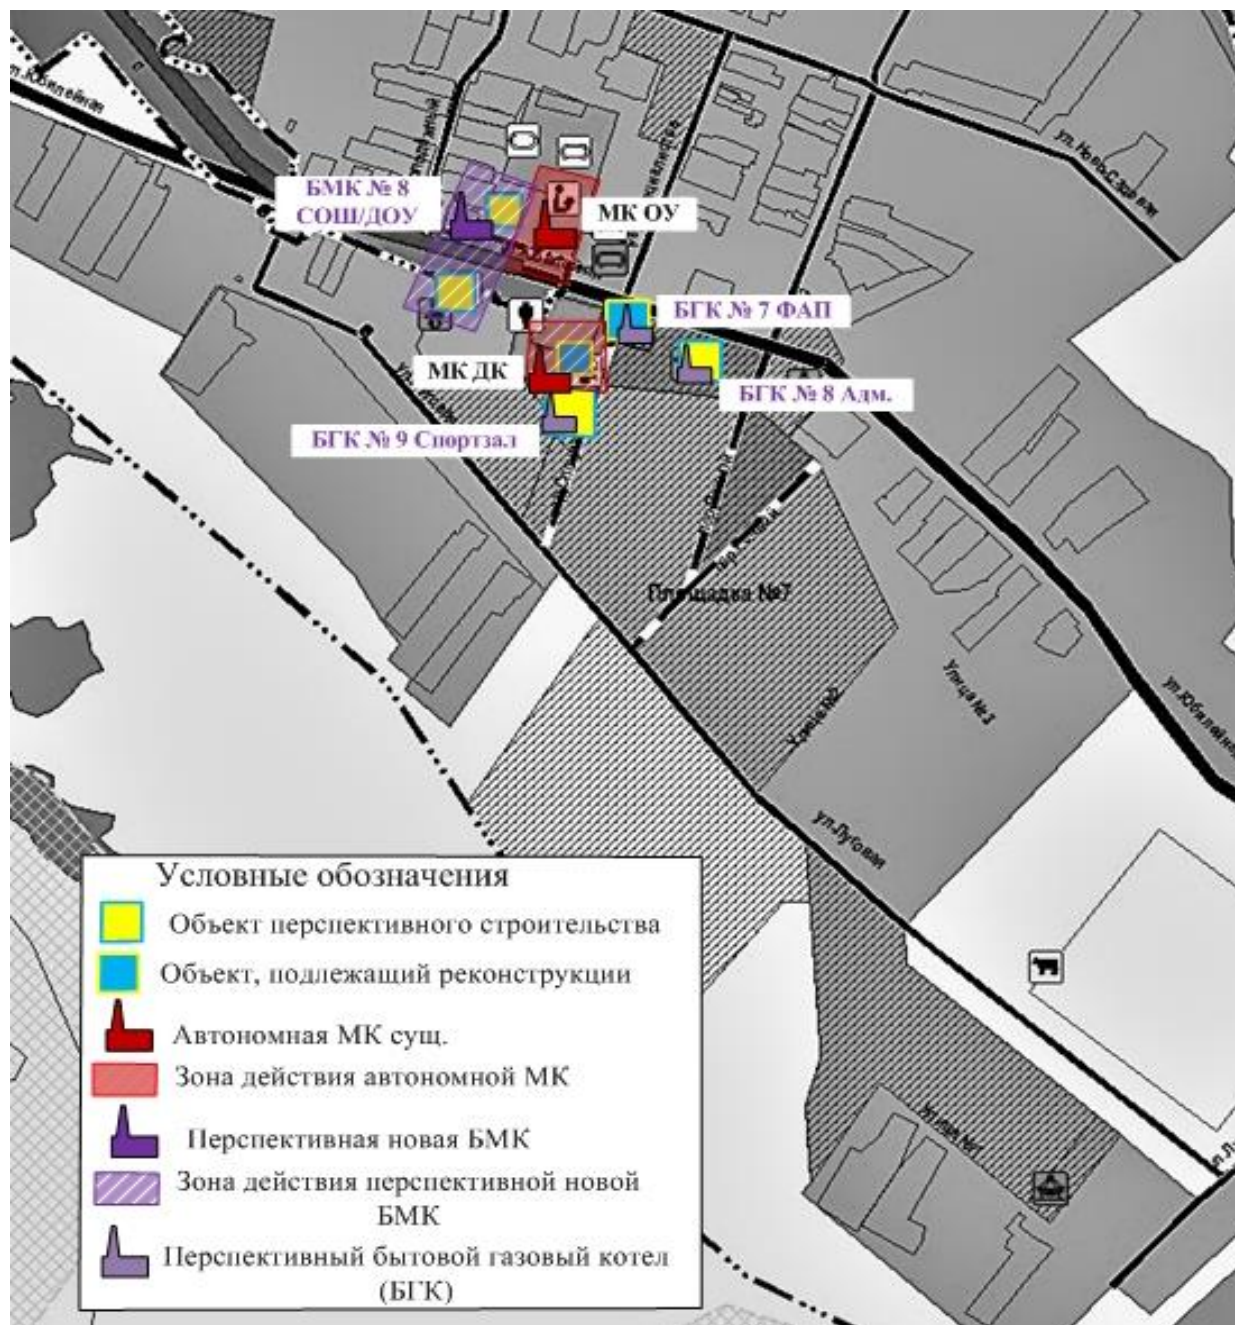 ул.Юбилейная
БМК № 8
СОШ/ДОУ
МК ОУ
БГК № 7 ФАП
МК ДК
БГК № 8 Адм.
БГК № 9 Спортзал
Площадка №7
Улица №3
Улица №2
ул.Юбилейная
ул.Луговая
Условные обозначения
Объект перспективного строительства
Объект, подлежащий реконструкции
Автономная МК сущ.
Зона действия автономной МК
Перспективная новая БМК
Зона действия перспективной новой
БМК
Перспективный бытовой газовый котел
(БГК)